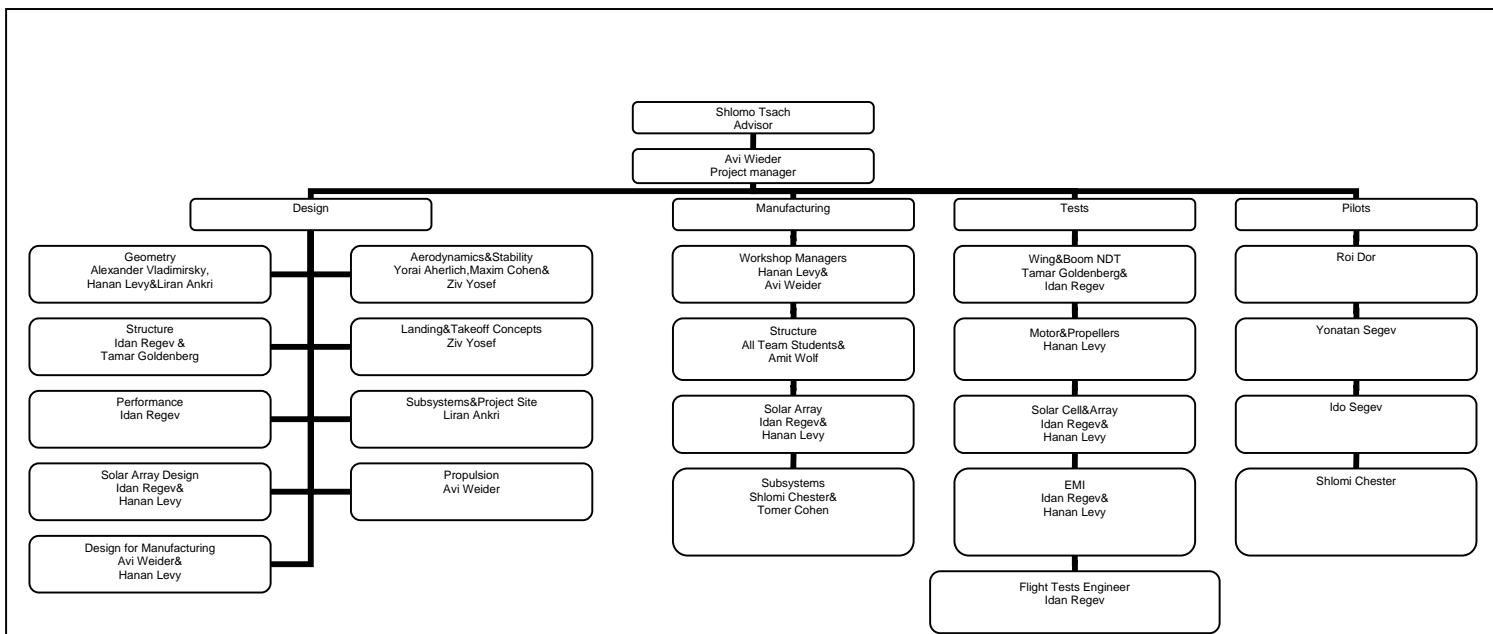 Shlomo Tsach
Advisor
Avi Wieder
Project manager
Design
Manufacturing
Tests
Pilots
Geometry
Alexander Vladimirsky,
Hanan Levy&Liran Ankri
Aerodynamics&Stability
Yorai Aherlich,Maxim Cohen&
Ziv Yosef
Structure
Idan Regev &
Tamar Goldenberg
Landing&Takeoff Concepts
Ziv Yosef
Performance
Idan Regev
Subsystems&Project Site
Liran Ankri
Solar Array Design
Idan Regev&
Hanan Levy
Propulsion
Avi Weider
Design for Manufacturing
Avi Weider&
Hanan Levy
Workshop Managers
Hanan Levy&
Avi Weider
Structure
All Team Students&
Amit Wolf
Solar Array
Idan Regev&
Hanan Levy
Subsystems
Shlomi Chester&
Tomer Cohen
Wing&Boom NDT
Tamar Goldenberg&
Idan Regev
Motor&Propellers
Hanan Levy
Solar Cell&Array
Idan Regev&
Hanan Levy
EMI
Idan Regev&
Hanan Levy
Flight Tests Engineer
Idan Regev
Roi Dor
Yonatan Segev
Ido Segev
Shlomi Chester